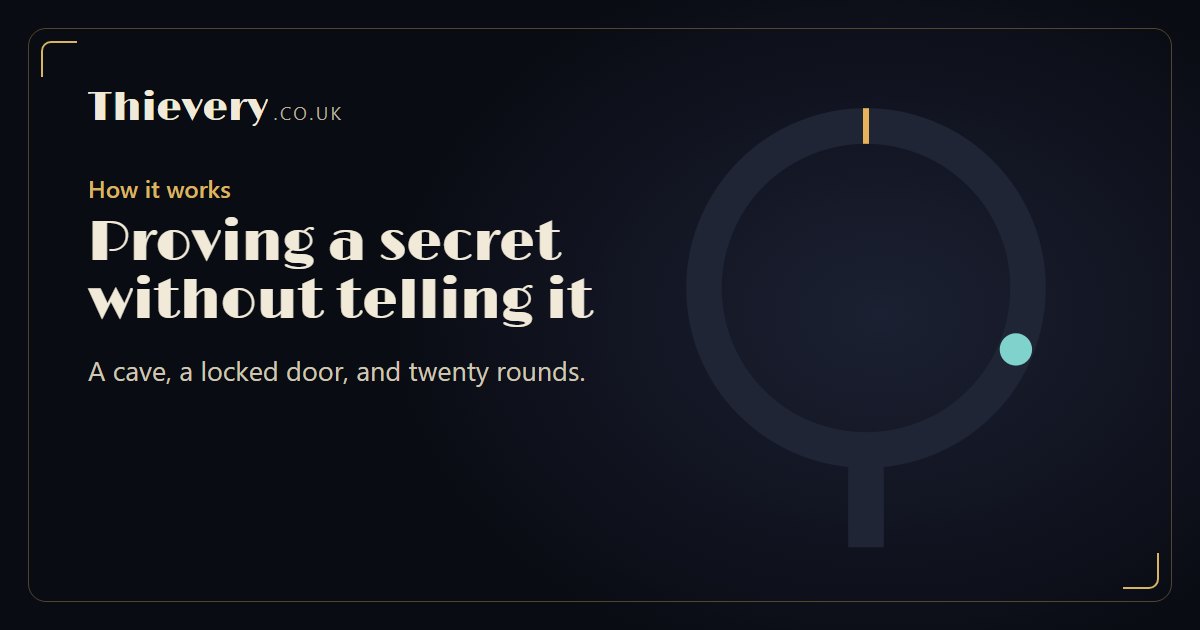 Thievery.CO.UK
How it works
Proving a secret
without telling it
A cave, a locked door, and twenty rounds.